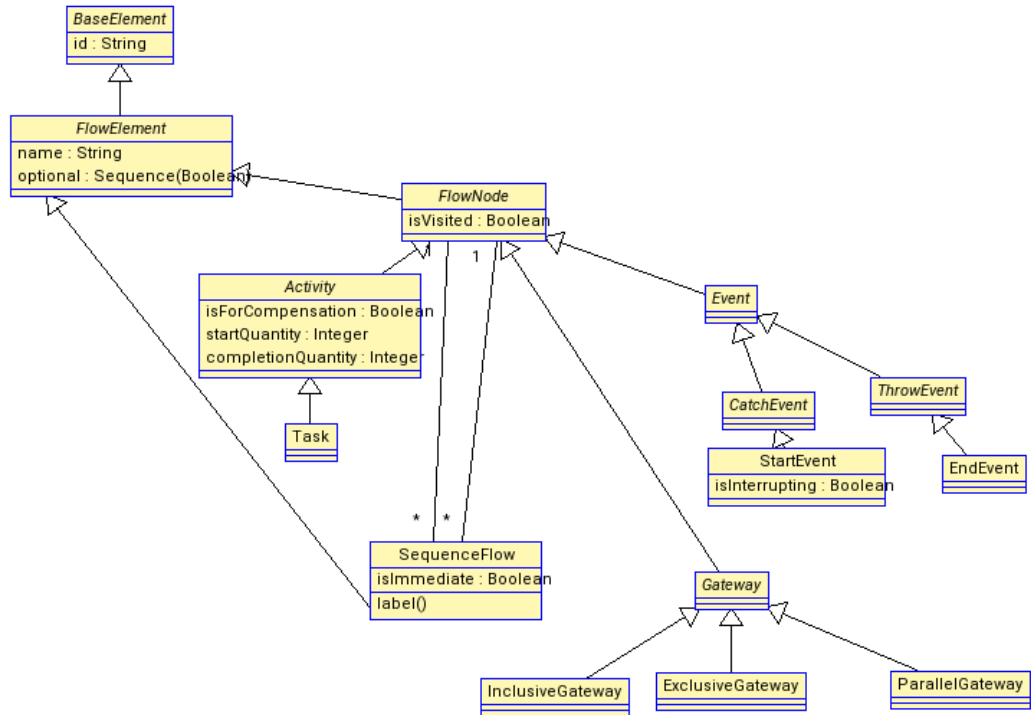 BaseElement
id : String
FlowElement
name : String
optional : Sequence(Boolean)
FlowNode
isVisited : Boolean
1
Activity
isForCompensation : Boolean
startQuantity : Integer
completionQuantity : Integer
Event
CatchEvent
ThrowEvent
Task
StartEvent
isInterrupting : Boolean
EndEvent
* *
SequenceFlow
isImmediate : Boolean
label()
Gateway
InclusiveGateway
ExclusiveGateway
ParallelGateway